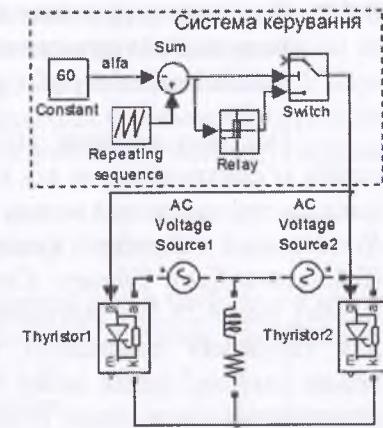 Система керування
Sum
alfa
60
Constant
Repeating
sequence
Relay
Switch
AC
Voltage
Source1
AC
Voltage
Source2
Thyristor1
g
a
m
k
Thyristor2
g
a
m
k